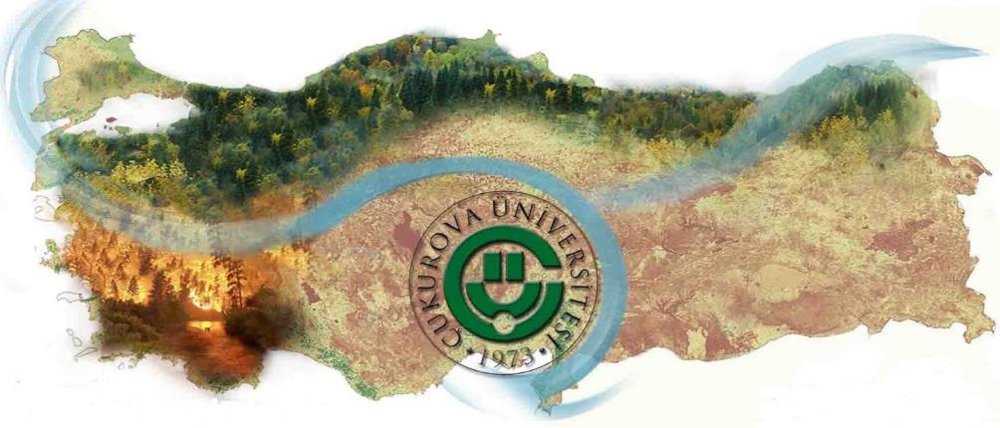 ÇUKUROVA ÜNİVERSİTESİ
• 1973 •